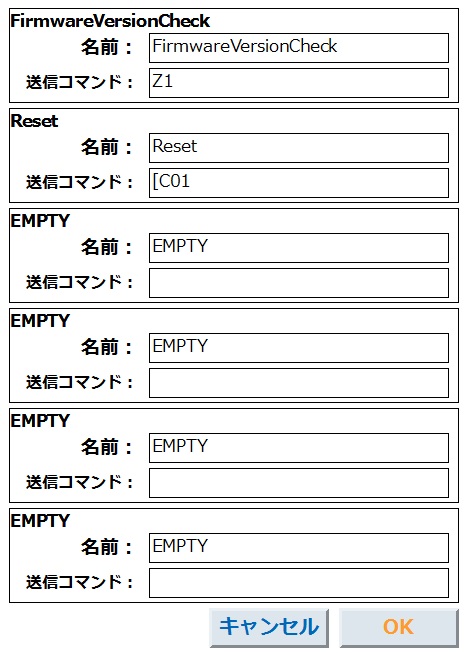 FirmwareVersionCheck
名前： FirmwareVersionCheck
送信コマンド： Z1
Reset
名前： Reset
送信コマンド： [C01
EMPTY
名前： EMPTY
送信コマンド：
EMPTY
名前： EMPTY
送信コマンド：
EMPTY
名前： EMPTY
送信コマンド：
EMPTY
名前： EMPTY
送信コマンド：
キャンセル OK